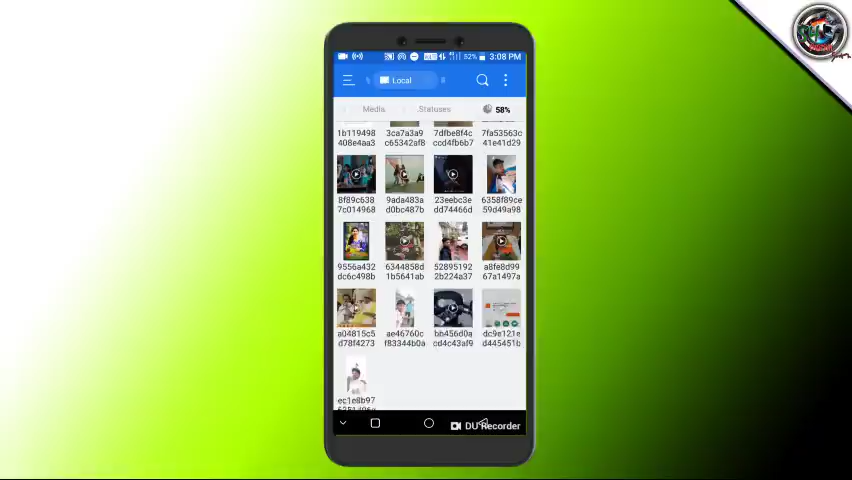 52% 3:08 PM
Local
Media Statuses 58%
1b119498 3ca7a3a9 7dfbe8f4c 7fa53563c
408e4aa3 c65342af8 ccd4fb6b7 41e41d29
8f89c638 9ada483a 23eebc3e 6358f89ce
7c014968 d0bc487b dd74466d 59d49a98
9556a432 6344858d 52895192 a8fe8d99
dc6c498b 1b5641ab 2b224a37 67a1497a
a04815c5 ae46760c bb456d0a dc9e121e
d78f4273 f83344b0a cd4c43af9 d445451b
ec1e8b97
DU Recorder